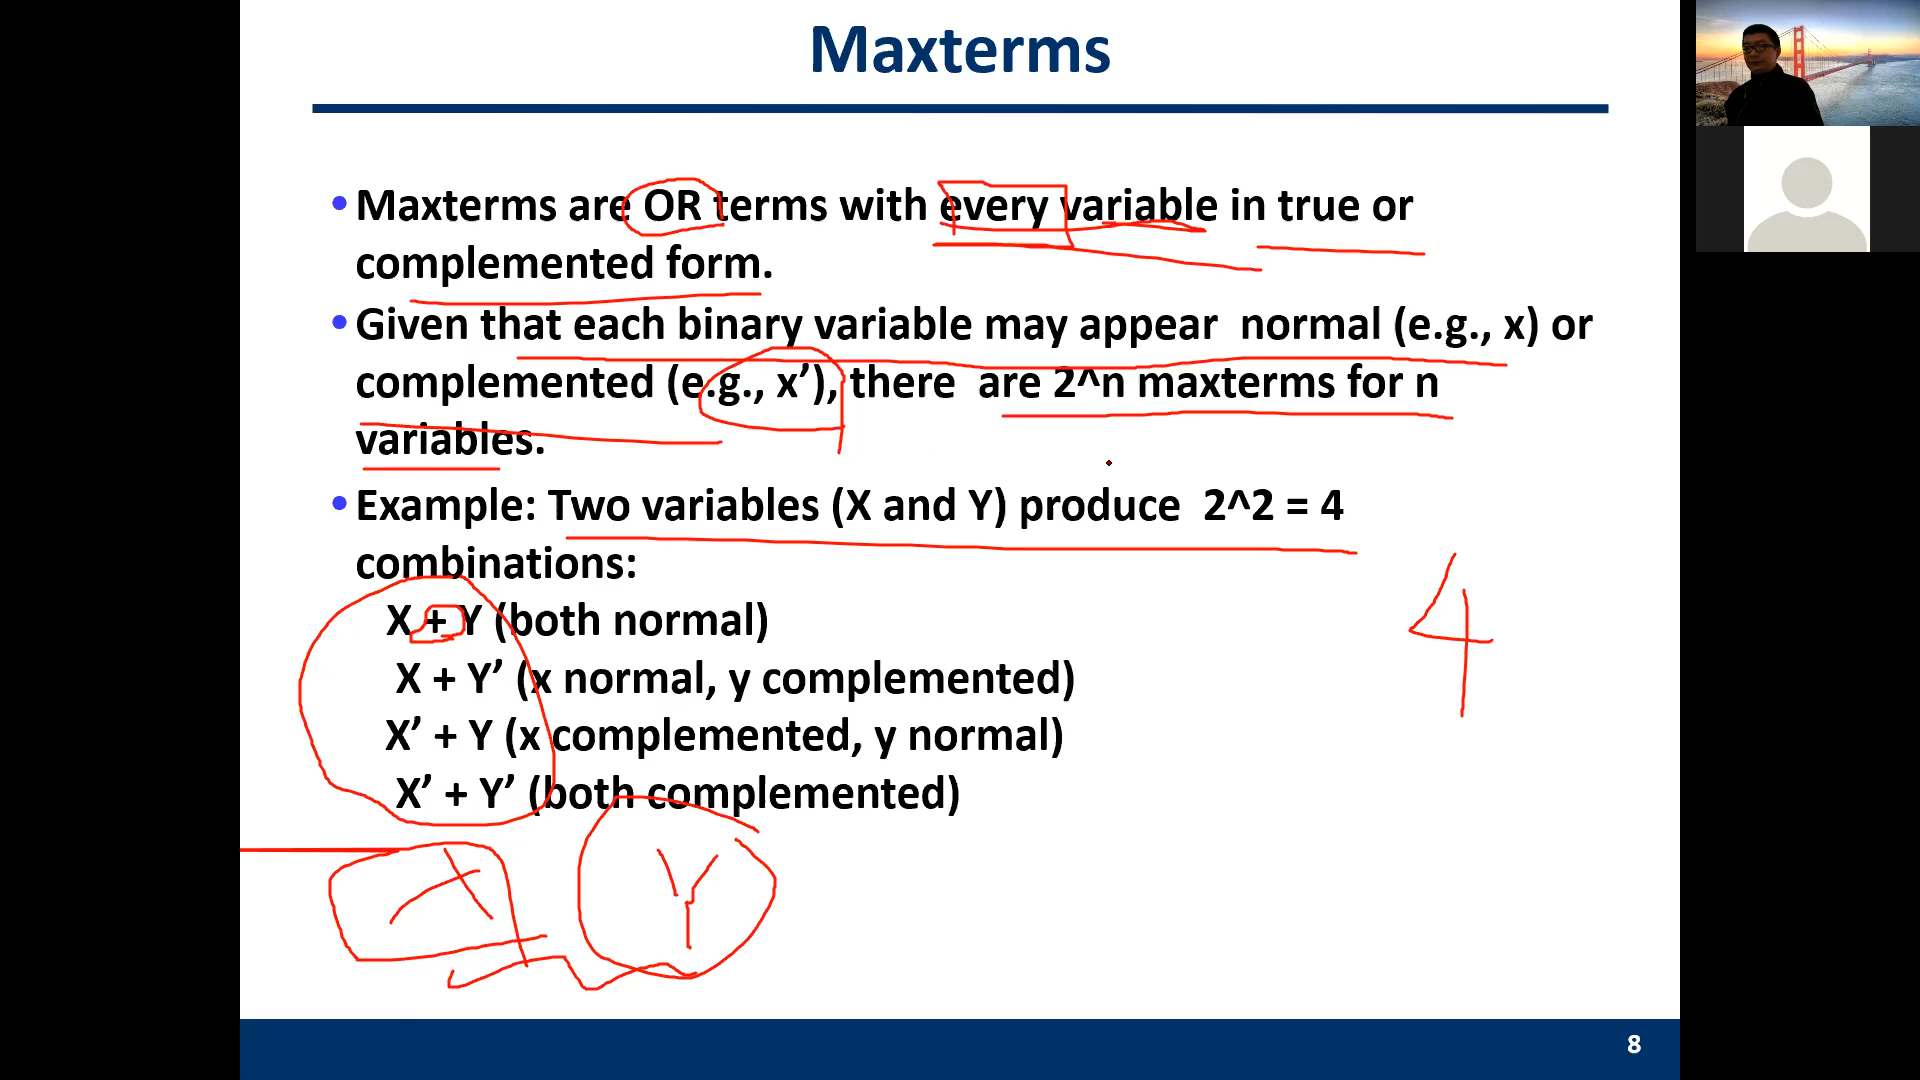 Maxterms
• Maxterms are OR terms with every variable in true or
complemented form.
• Given that each binary variable may appear normal (e.g., x) or
complemented (e.g., x’), there are 2^n maxterms for n
variables.
• Example: Two variables (X and Y) produce 2^2 = 4
combinations:
X + Y (both normal)
X + Y’ (x normal, y complemented)
X’ + Y (x complemented, y normal)
X’ + Y’ (both complemented)
4
X Y
8